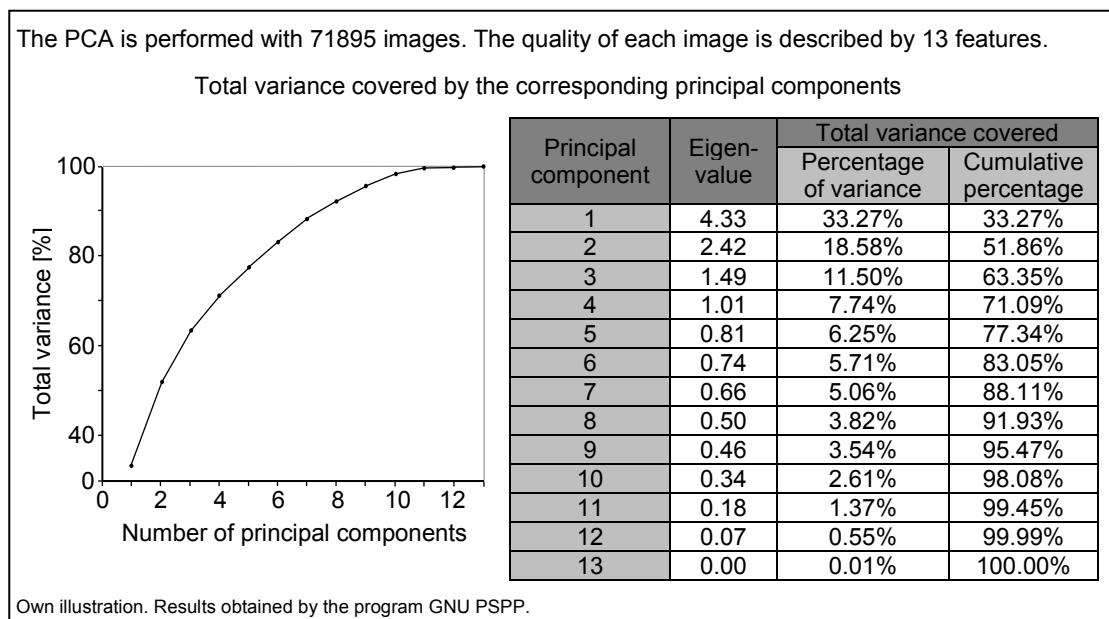 The PCA is performed with 71895 images. The quality of each image is described by 13 features.
Total variance covered by the corresponding principal components
100
80
60
40
0
Total variance [%]
0 2 4 6 8 10 12
Number of principal components
Principal component Eigen-value Total variance covered
Percentage of variance Cumulative percentage
1 4.33 33.27% 33.27%
2 2.42 18.58% 51.86%
3 1.49 11.50% 63.35%
4 1.01 7.74% 71.09%
5 0.81 6.25% 77.34%
6 0.74 5.71% 83.05%
7 0.66 5.06% 88.11%
8 0.50 3.82% 91.93%
9 0.46 3.54% 95.47%
10 0.34 2.61% 98.08%
11 0.18 1.37% 99.45%
12 0.07 0.55% 99.99%
13 0.00 0.01% 100.00%
Own illustration. Results obtained by the program GNU PSPP.